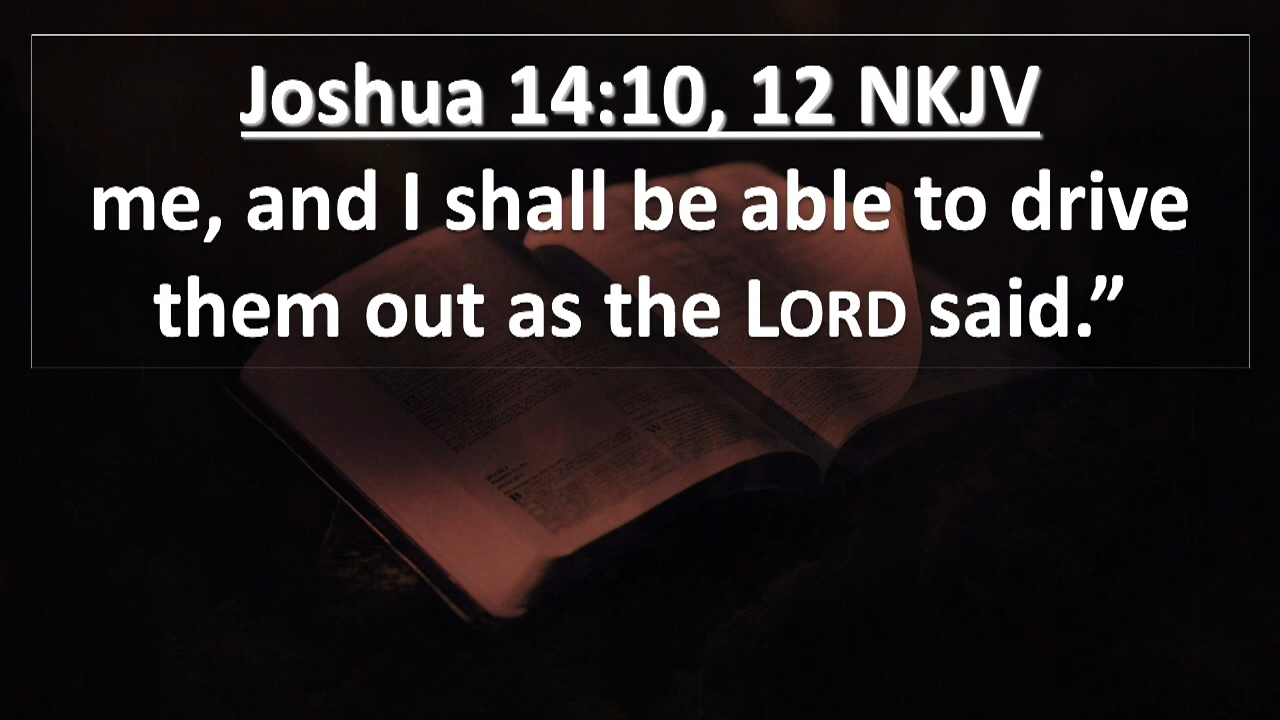 Joshua 14:10, 12 NKJV
me, and I shall be able to drive
them out as the LORD said.”